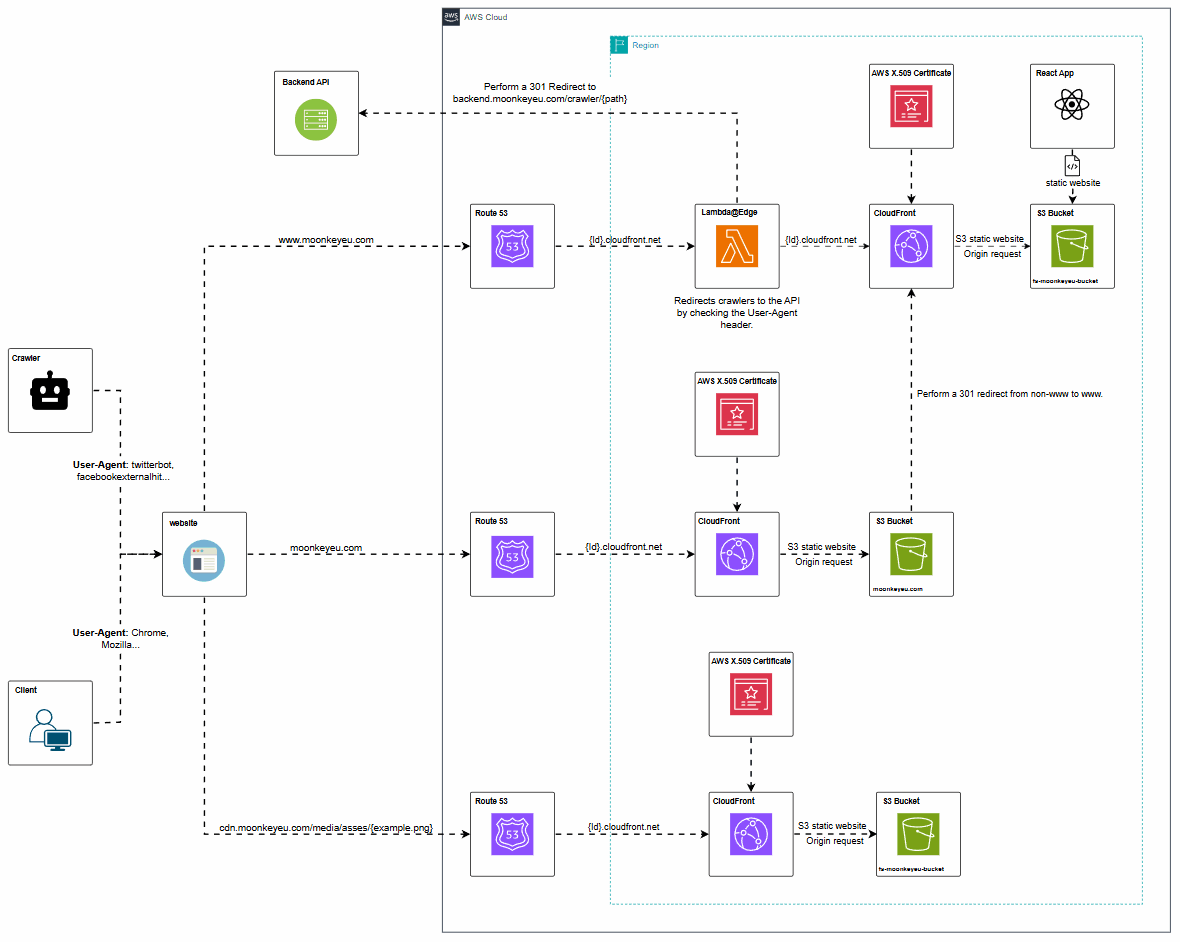 aws
AWS Cloud
Region
Backend API
Perform a 301 Redirect to
backend.moonkeyeu.com/crawler/{path}
AWS X.509 Certificate
React App
static website
Route 53
53
www.moonkeyeu.com
{Id}.cloudfront.net
Lambda@Edge
{Id}.cloudfront.net
CloudFront
S3 static website
Origin request
S3 Bucket
fs-moonkeyeu-bucket
Redirects crawlers to the API
by checking the User-Agent
header.
Crawler
AWS X.509 Certificate
Perform a 301 redirect from non-www to www.
User-Agent: twitterbot,
facebookexternalhit...
website
moonkeyeu.com
Route 53
53
{Id}.cloudfront.net
CloudFront
S3 static website
Origin request
S3 Bucket
moonkeyeu.com
User-Agent: Chrome,
Mozilla...
Client
AWS X.509 Certificate
cdn.moonkeyeu.com/media/asses/{example.png}
Route 53
53
{Id}.cloudfront.net
CloudFront
S3 static website
Origin request
S3 Bucket
fs-moonkeyeu-bucket